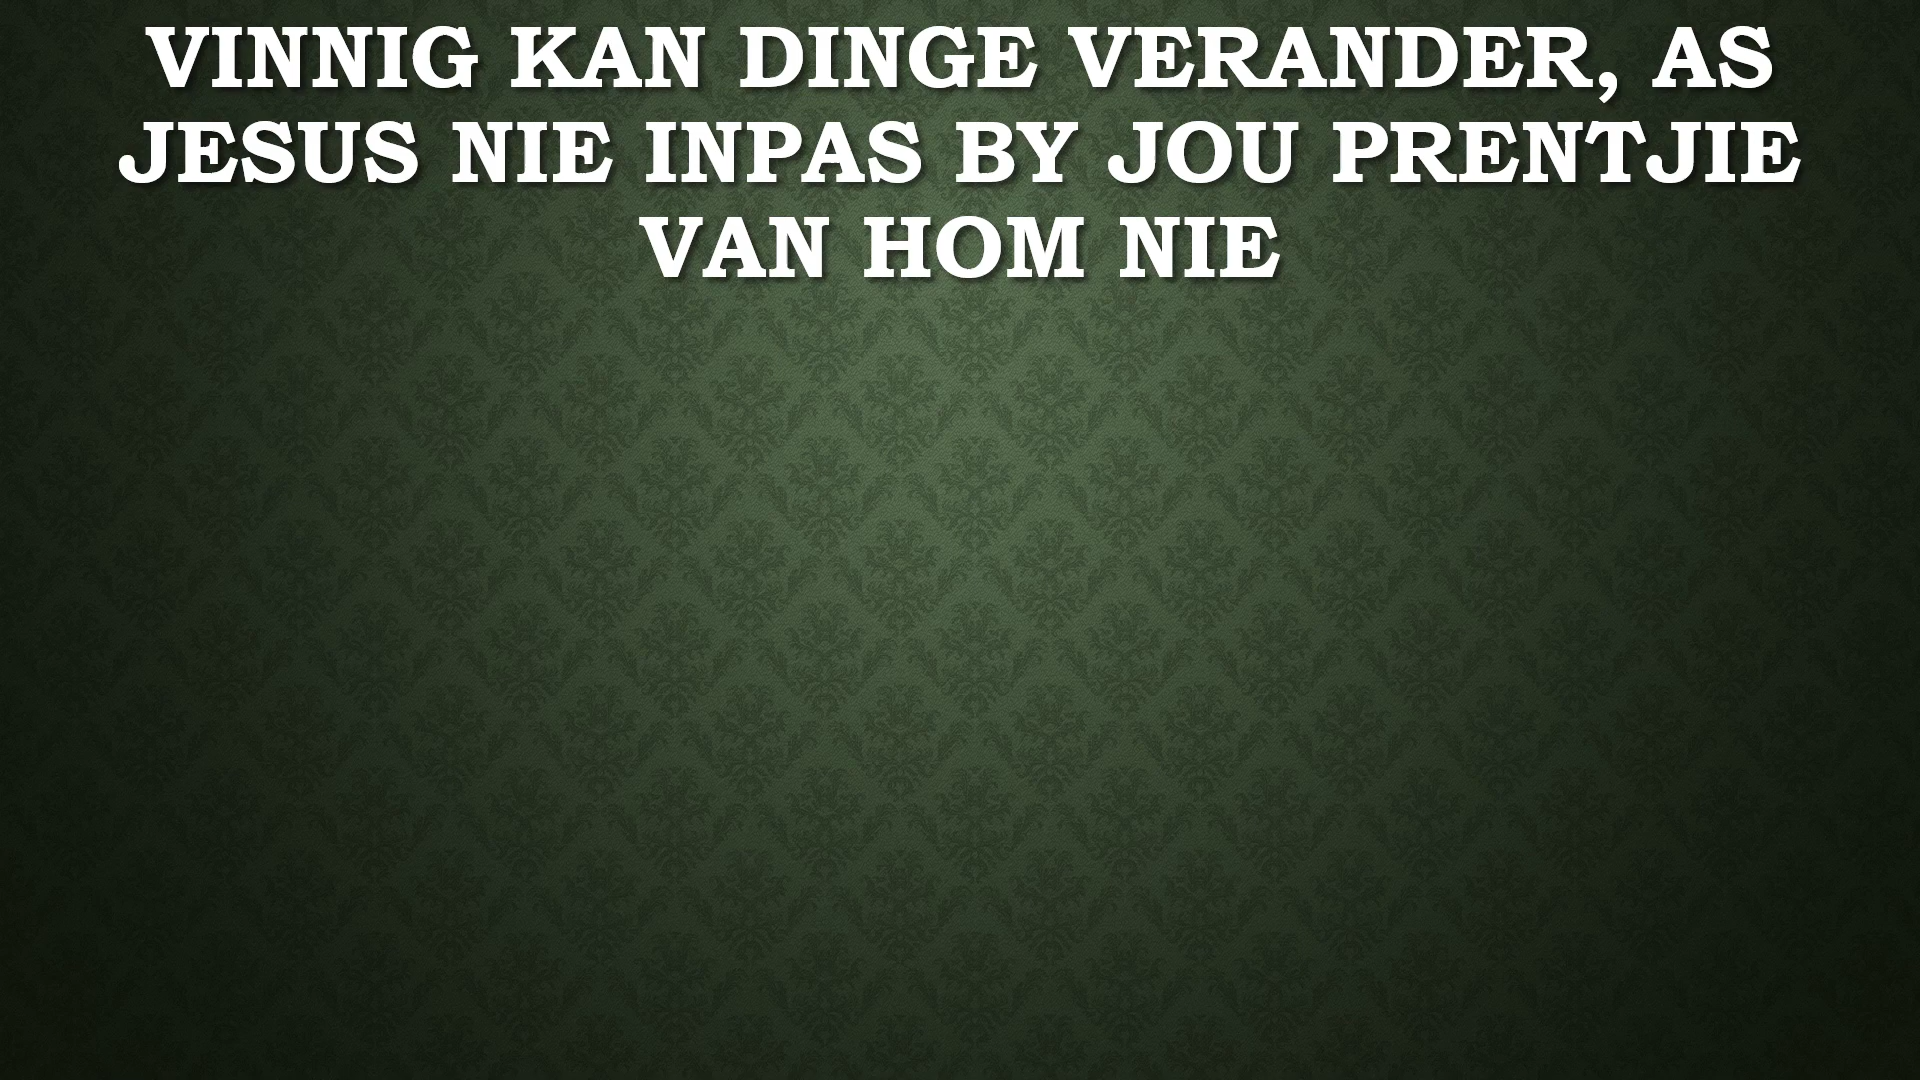 VINNIG KAN DINGE VERANDER, AS
JESUS NIE INPAS BY JOU PRENTJIE
VAN HOM NIE